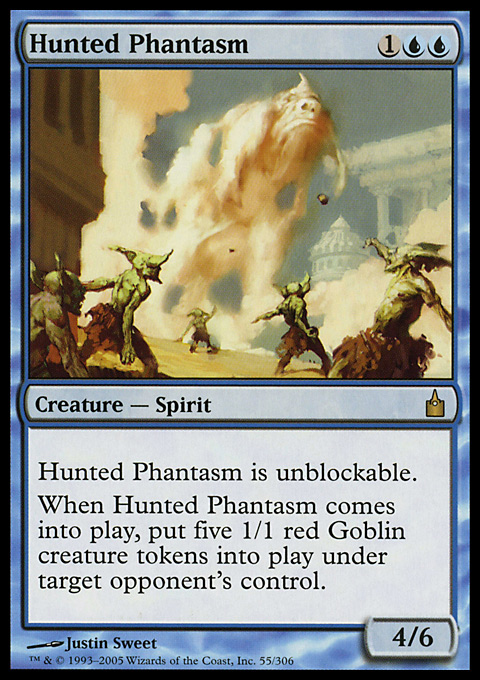 Hunted Phantasm 1
Creature — Spirit
Hunted Phantasm is unblockable.
When Hunted Phantasm comes
into play, put five 1/1 red Goblin
creature tokens into play under
target opponent's control.
4/6
Justin Sweet
™ & © 1993–2005 Wizards of the Coast, Inc. 55/306